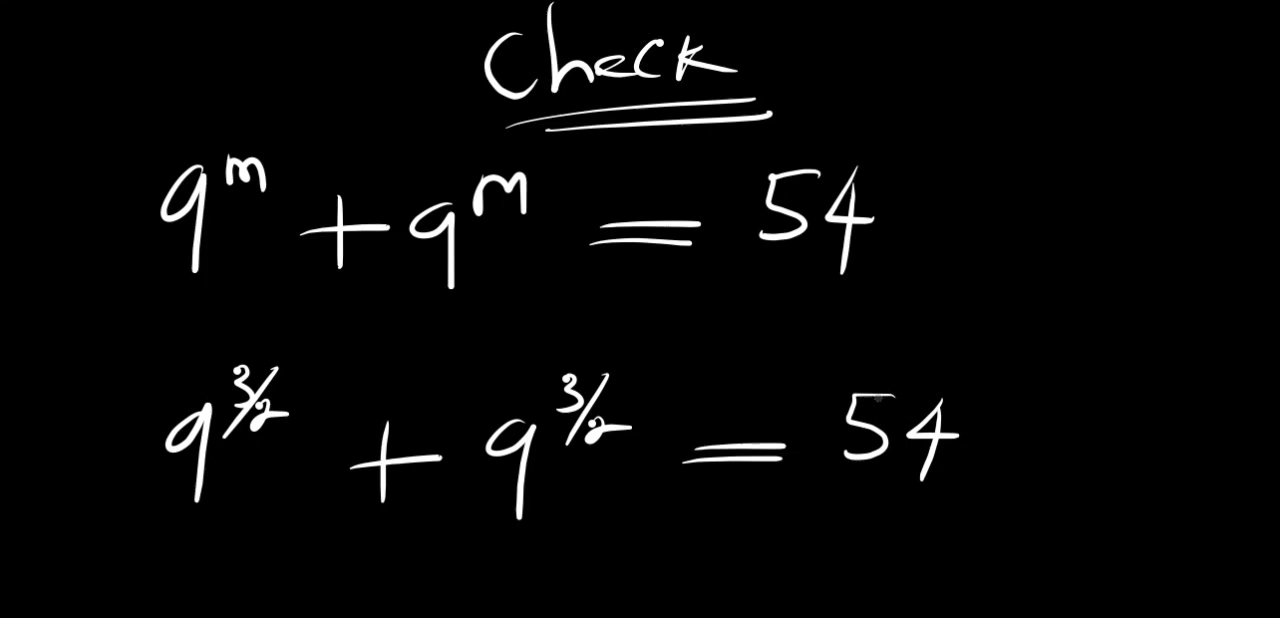 Check
9^m + 9^m = 54
9^3/2 + 9^3/2 = 54